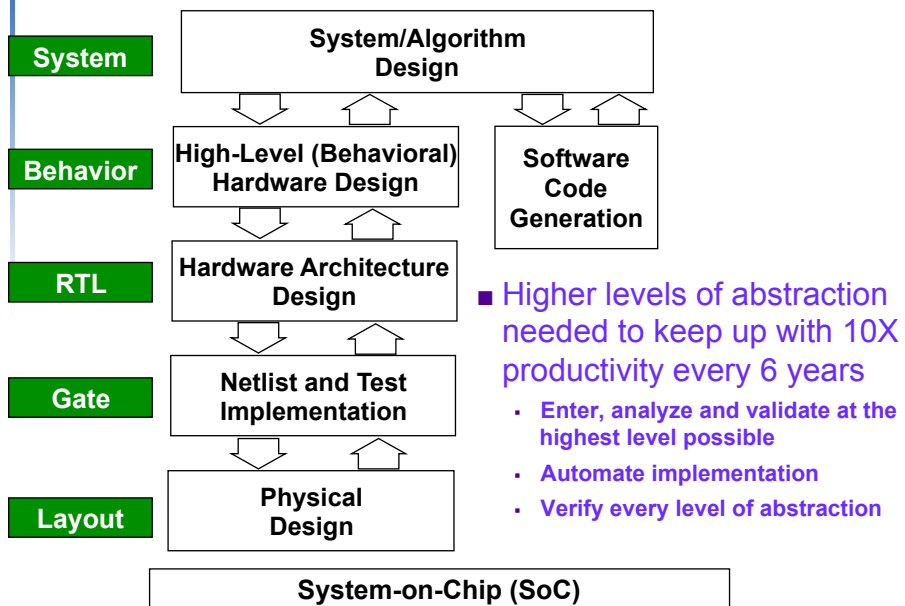 System
System/Algorithm
Design
Behavior
High-Level (Behavioral)
Hardware Design
Software
Code
Generation
RTL
Hardware Architecture
Design
Gate
Netlist and Test
Implementation
Layout
Physical
Design
System-on-Chip (SoC)
■ Higher levels of abstraction
needed to keep up with 10X
productivity every 6 years
▪ Enter, analyze and validate at the
highest level possible
▪ Automate implementation
▪ Verify every level of abstraction